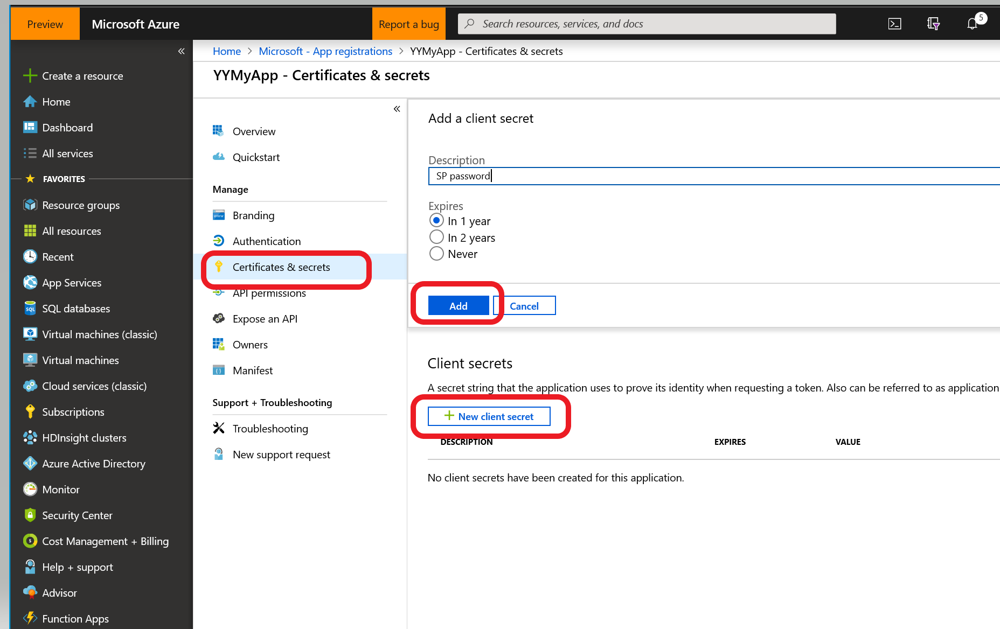 Preview
Microsoft Azure
Report a bug
Search resources, services, and docs
5
Home > Microsoft - App registrations > YYMyApp - Certificates & secrets
YYMyApp - Certificates & secrets
Create a resource
Home
Dashboard
All services
FAVORITES
Resource groups
All resources
Recent
App Services
SQL
SQL databases
Virtual machines (classic)
Virtual machines
Cloud services (classic)
Subscriptions
HDInsight clusters
Azure Active Directory
Monitor
Security Center
Cost Management + Billing
Help + support
Advisor
Function Apps
Overview
Quickstart
Manage
www
Branding
Authentication
Certificates & secrets
API permissions
Expose an API
Owners
Manifest
Support + Troubleshooting
Troubleshooting
New support request
Add a client secret
Description
SP password
Expires
In 1 year
In 2 years
Never
Add
Cancel
Client secrets
A secret string that the application uses to prove its identity when requesting a token. Also can be referred to as application
New client secret
DESCRIPTION EXPIRES VALUE
No client secrets have been created for this application.